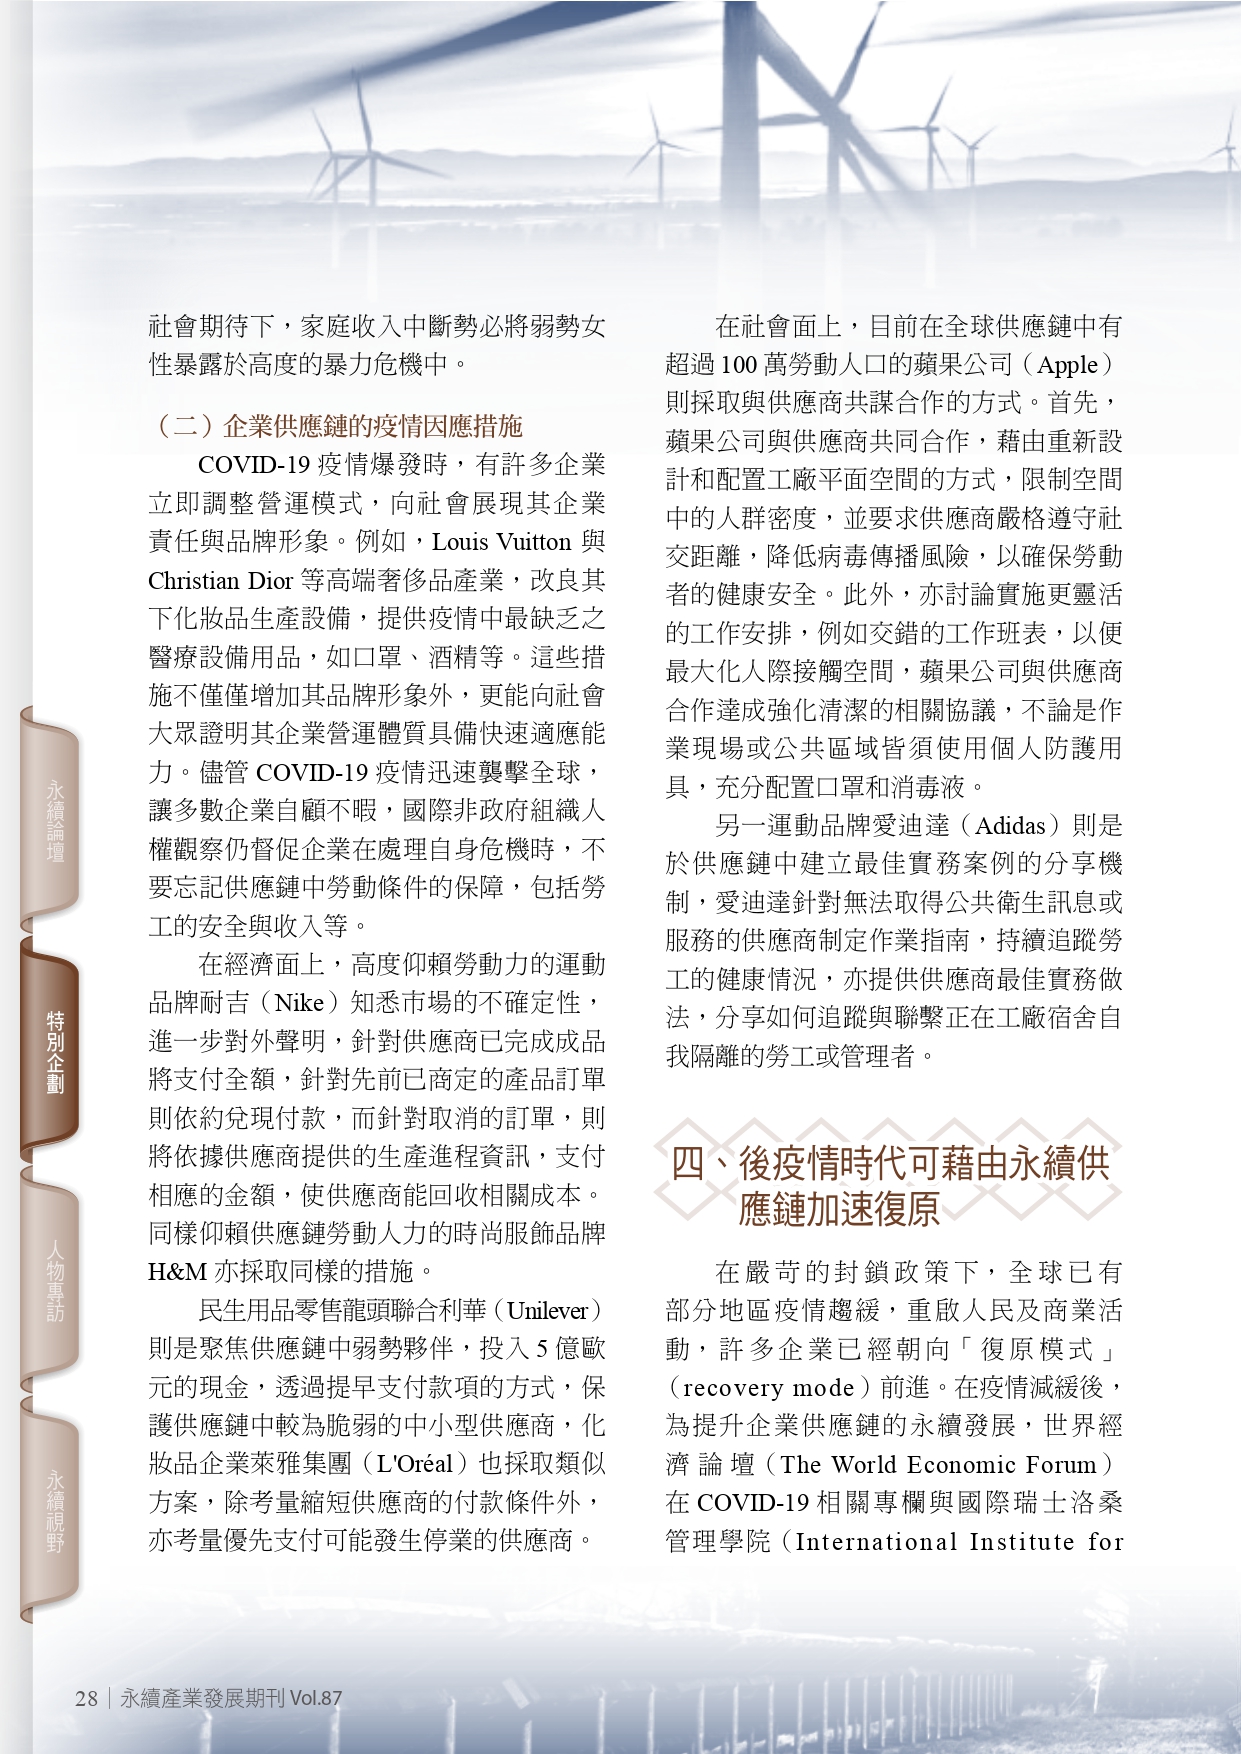 社會期待下，家庭收入中斷勢必將弱勢女
性暴露於高度的暴力危機中。
（二）企業供應鏈的疫情因應措施
COVID-19 疫情爆發時，有許多企業
立即調整營運模式，向社會展現其企業
責任與品牌形象。例如，Louis Vuitton 與
Christian Dior 等高端奢侈品產業，改良其
下化妝品生產設備，提供疫情中最缺乏之
醫療設備用品，如口罩、酒精等。這些措
施不僅僅增加其品牌形象外，更能向社會
大眾證明其企業營運體質具備快速適應能
力。儘管 COVID-19 疫情迅速襲擊全球，
讓多數企業自顧不暇，國際非政府組織人
權觀察仍督促企業在處理自身危機時，不
要忘記供應鏈中勞動條件的保障，包括勞
工的安全與收入等。
在經濟面上，高度仰賴勞動力的運動
品牌耐吉（Nike）知悉市場的不確定性，
進一步對外聲明，針對供應商已完成成品
將支付全額，針對先前已商定的產品訂單
則依約兌現付款，而針對取消的訂單，則
將依據供應商提供的生產進程資訊，支付
相應的金額，使供應商能回收相關成本。
同樣仰賴供應鏈勞動人力的時尚服飾品牌
H&M 亦採取同樣的措施。
民生用品零售龍頭聯合利華（Unilever）
則是聚焦供應鏈中弱勢夥伴，投入 5 億歐
元的現金，透過提早支付款項的方式，保
護供應鏈中較為脆弱的中小型供應商，化
妝品企業萊雅集團（L'Oréal）也採取類似
方案，除考量縮短供應商的付款條件外，
亦考量優先支付可能發生停業的供應商。
在社會面上，目前在全球供應鏈中有
超過 100 萬勞動人口的蘋果公司（Apple）
則採取與供應商共謀合作的方式。首先，
蘋果公司與供應商共同合作，藉由重新設
計和配置工廠平面空間的方式，限制空間
中的人群密度，並要求供應商嚴格遵守社
交距離，降低病毒傳播風險，以確保勞動
者的健康安全。此外，亦討論實施更靈活
的工作安排，例如交錯的工作班表，以便
最大化人際接觸空間，蘋果公司與供應商
合作達成強化清潔的相關協議，不論是作
業現場或公共區域皆須使用個人防護用
具，充分配置口罩和消毒液。
另一運動品牌愛迪達（Adidas）則是
於供應鏈中建立最佳實務案例的分享機
制，愛迪達針對無法取得公共衛生訊息或
服務的供應商制定作業指南，持續追蹤勞
工的健康情況，亦提供供應商最佳實務做
法，分享如何追蹤與聯繫正在工廠宿舍自
我隔離的勞工或管理者。
四、後疫情時代可藉由永續供
應鏈加速復原
在嚴苛的封鎖政策下，全球已有
部分地區疫情趨緩，重啟人民及商業活
動，許多企業已經朝向「復原模式」
（recovery mode）前進。在疫情減緩後，
為提升企業供應鏈的永續發展，世界經
濟論壇（The World Economic Forum）
在 COVID-19 相關專欄與國際瑞士洛桑
管理學院（International Institute for
永續論壇
特別企劃
人物專訪
永續視野
28｜永續產業發展期刊 Vol.87